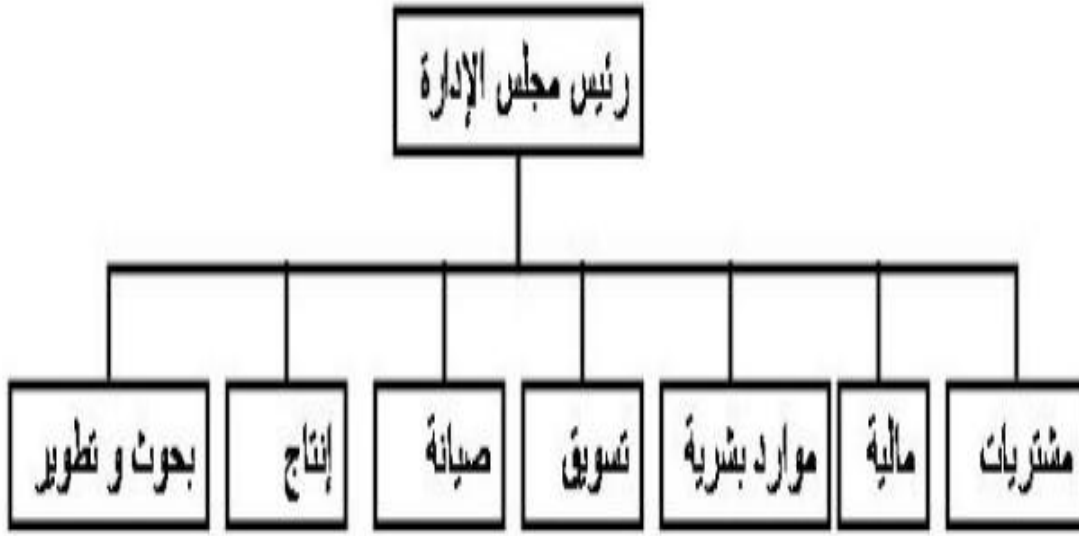 رئيس مجلس الإدارة
مشتريات
مالية
موارد بشرية
تسويق
صيانة
إنتاج
بحوث و تطوير